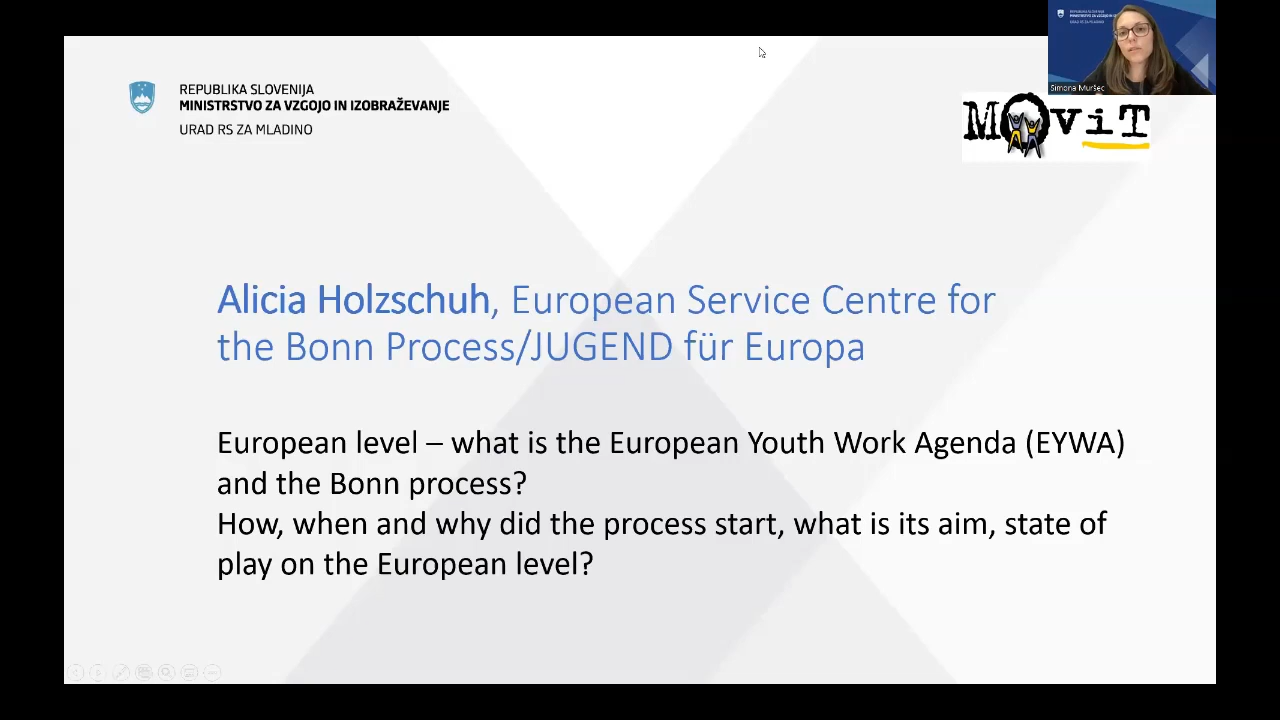 REPUBLIKA SLOVENIJA
MINISTRSTVO ZA VZGOJO IN IZOBRAŽEVANJE
URAD RS ZA MLADINO
Simona Muršec
MOViT
Alicia Holzschuh, European Service Centre for
the Bonn Process/JUGEND für Europa
European level – what is the European Youth Work Agenda (EYWA)
and the Bonn process?
How, when and why did the process start, what is its aim, state of
play on the European level?